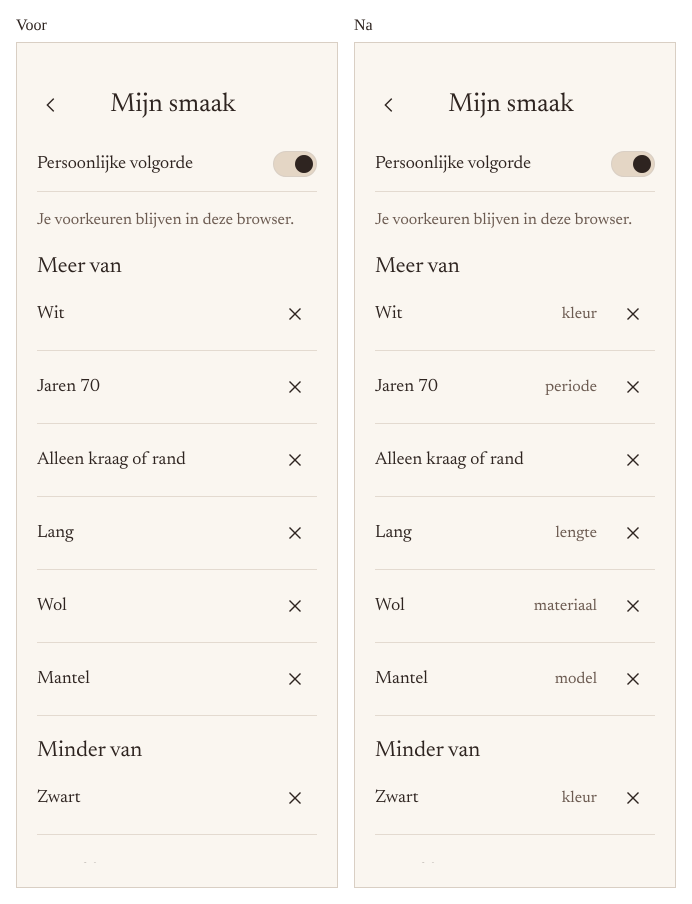 Voor
Mijn smaak
Persoonlijke volgorde
Je voorkeuren blijven in deze browser.
Meer van
Wit
Jaren 70
Alleen kraag of rand
Lang
Wol
Mantel
Minder van
Zwart
Na
Mijn smaak
Persoonlijke volgorde
Je voorkeuren blijven in deze browser.
Meer van
Wit kleur
Jaren 70 periode
Alleen kraag of rand
Lang lengte
Wol materiaal
Mantel model
Minder van
Zwart kleur